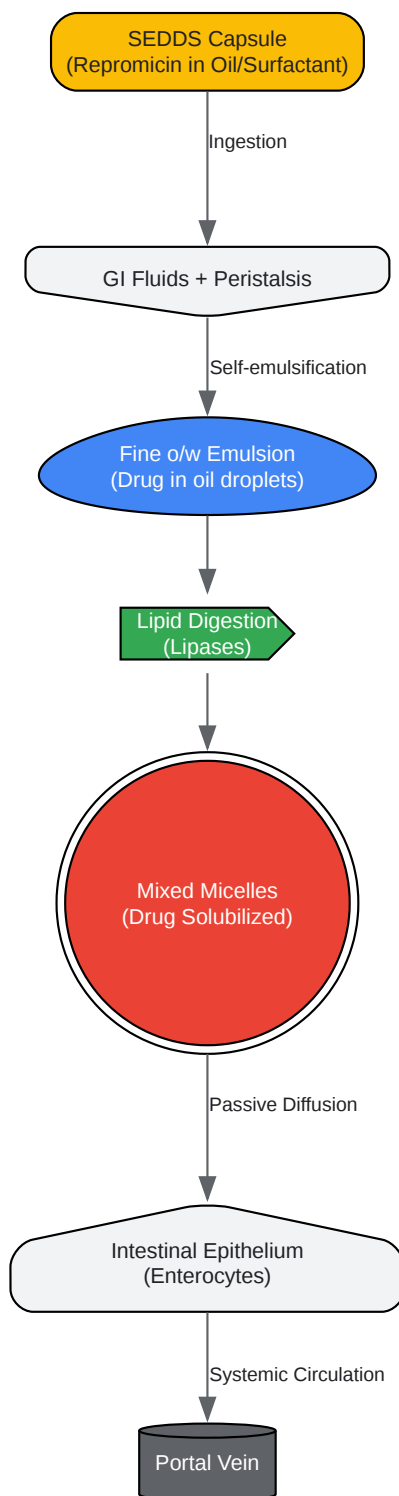 SEDDS Capsule
(Repromicin in Oil/Surfactant)
Ingestion
GI Fluids + Peristalsis
Self-emulsification
Fine o/w Emulsion
(Drug in oil droplets)
Lipid Digestion
(Lipases)
Mixed Micelles
(Drug Solubilized)
Passive Diffusion
Intestinal Epithelium
(Enterocytes)
Systemic Circulation
Portal Vein